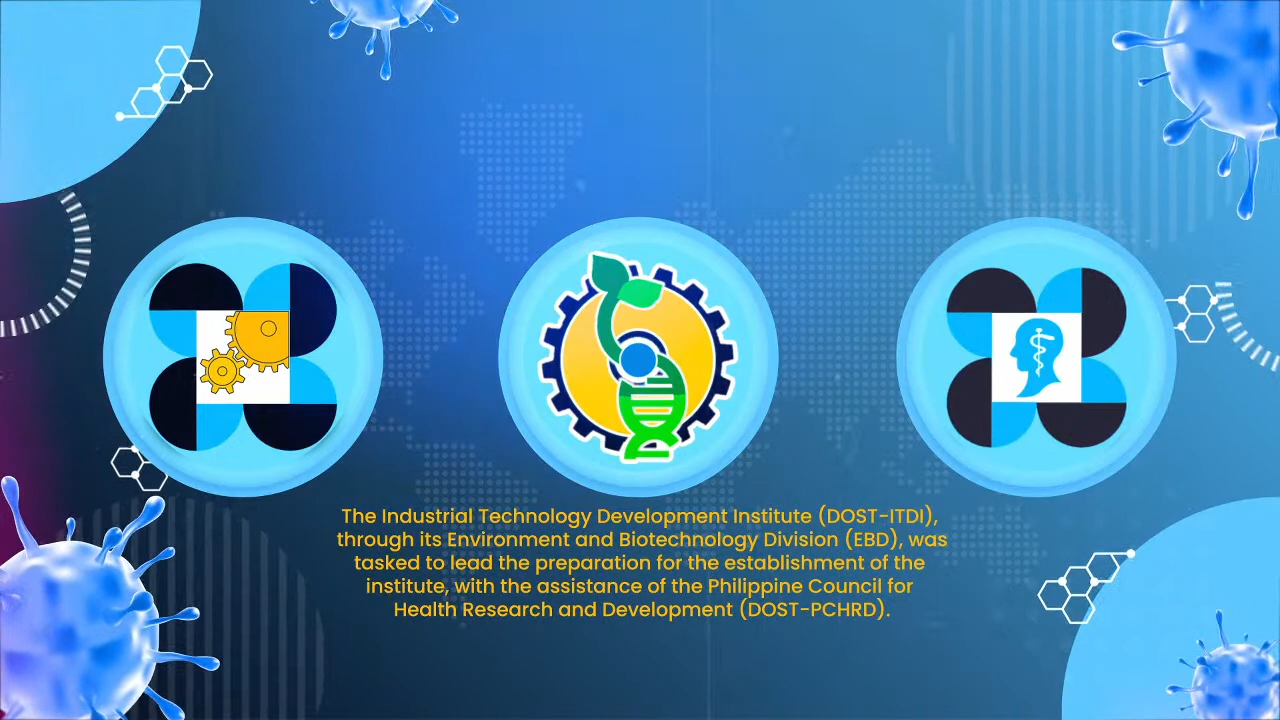 The Industrial Technology Development Institute (DOST-ITDI),
through its Environment and Biotechnology Division (EBD), was
tasked to lead the preparation for the establishment of the
institute, with the assistance of the Philippine Council for
Health Research and Development (DOST-PCHRD).